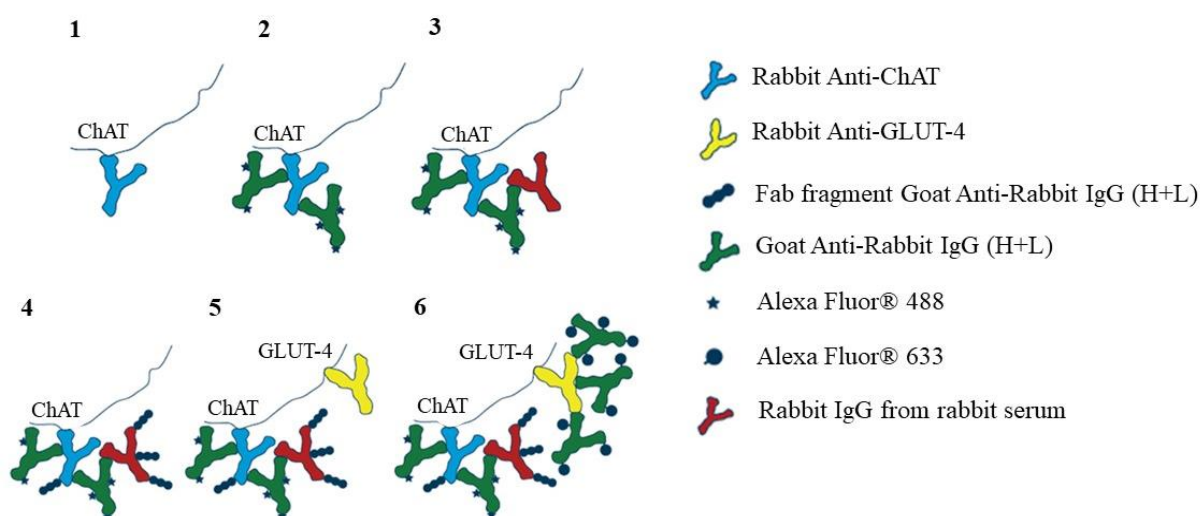 1
2
3
ChAT
ChAT
ChAT
4
5
6
GLUT-4
GLUT-4
ChAT
ChAT
ChAT
Rabbit Anti-ChAT
Rabbit Anti-GLUT-4
Fab fragment Goat Anti-Rabbit IgG (H+L)
Goat Anti-Rabbit IgG (H+L)
Alexa Fluor® 488
Alexa Fluor® 633
Rabbit IgG from rabbit serum